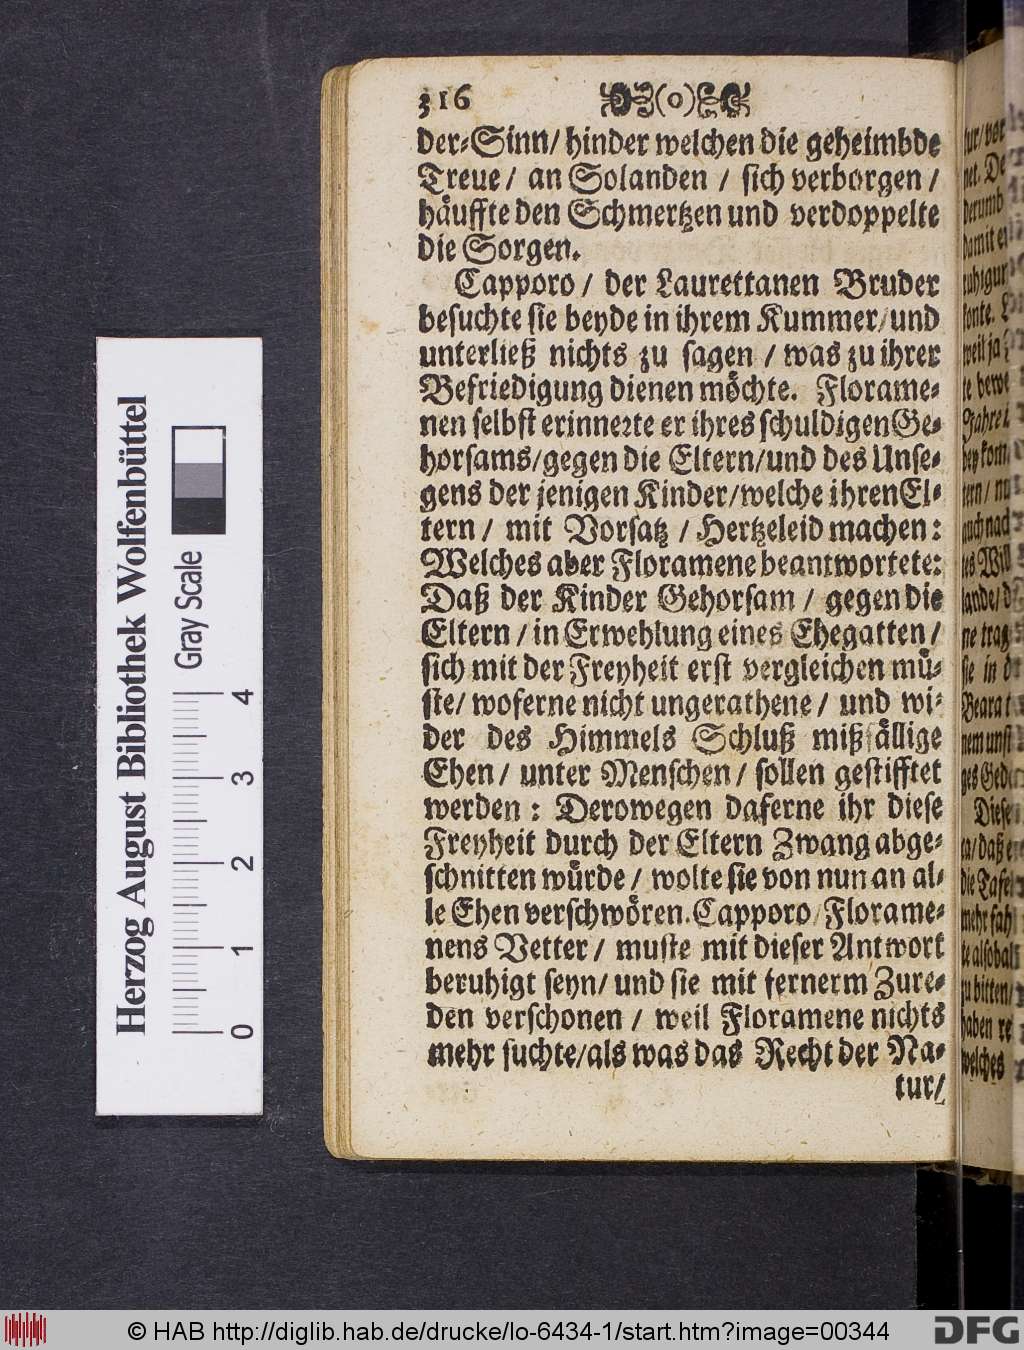 316 (o)
der-Sinn/ hinder welchen die geheimbde
Treue/ an Solanden / sich verborgen /
häuffte den Schmertzen und verdoppelte
die Sorgen.
Capporo / der Laurettanen Bruder
besuchte sie beyde in ihrem Kummer/und
unterließ nichts zu sagen / was zu ihrer
Befriedigung dienen möchte. Florame-
nen selbst erinnerte er ihres schuldigen Ge-
horsams/gegen die Eltern/und des Unse-
gens der jenigen Kinder/welche ihren El-
tern / mit Vorsatz / Hertzeleid machen:
Welches aber Floramene beantwortete:
Daß der Kinder Gehorsam / gegen die
Eltern / in Erwehlung eines Ehegatten /
sich mit der Freyheit erst vergleichen mü-
ste/ woferne nicht ungerathene / und wi-
der des Himmels Schluß mißfällige
Ehen/ unter Menschen/ sollen gestifftet
werden : Derowegen daferne ihr diese
Freyheit durch der Eltern Zwang abge-
schnitten würde / wolte sie von nun an al-
le Ehen verschwören. Capporo/ Florame-
nens Vetter / muste mit dieser Antwort
beruhigt seyn/ und sie mit fernerm Zure-
den verschonen / weil Floramene nichts
mehr suchte/als was das Recht der Na-
tur/
Herzog August Bibliothek Wolfenbüttel
Gray Scale
0 1 2 3 4
© HAB http://diglib.hab.de/drucke/lo-6434-1/start.htm?image=00344
DFG